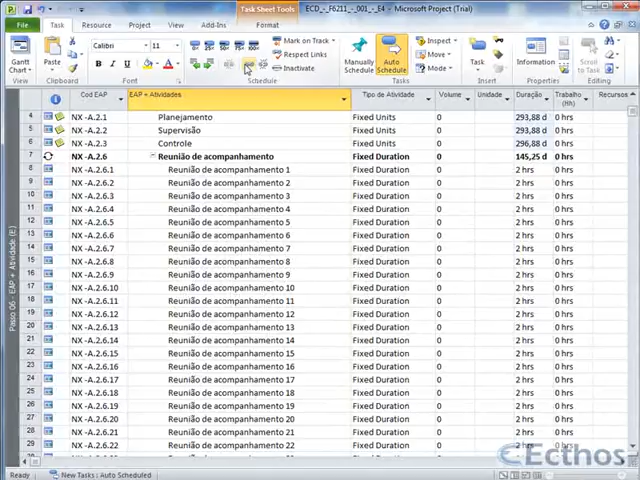 Task Sheet Tools
ECD_-_F6211_-_001_-_E4 - Microsoft Project (Trial)
File
Task
Resource
Project
View
Add-Ins
Format
Gantt Chart
Paste
Calibri
11
B I U A
Mark on Track
Respect Links
Inactivate
Manually Schedule
Auto Schedule
Inspect
Move
Mode
Task
Information
Scroll to Task
View
Clipboard
Font
Schedule
Tasks
Insert
Properties
Editing
Cod EAP
EAP + Atividades
Tipo de Atividade
Volume
Unidade
Duração
Trabalho (Hh)
Recursos
4 NX -A.2.1 Planejamento Fixed Units 0 293,88 d 0 hrs
5 NX -A.2.2 Supervisão Fixed Units 0 293,88 d 0 hrs
6 NX -A.2.3 Controle Fixed Units 0 296,88 d 0 hrs
7 NX -A.2.6 Reunião de acompanhamento Fixed Duration 0 145,25 d 0 hrs
8 NX -A.2.6.1 Reunião de acompanhamento 1 Fixed Duration 0 2 hrs 0 hrs
9 NX -A.2.6.2 Reunião de acompanhamento 2 Fixed Duration 0 2 hrs 0 hrs
10 NX -A.2.6.3 Reunião de acompanhamento 3 Fixed Duration 0 2 hrs 0 hrs
11 NX -A.2.6.4 Reunião de acompanhamento 4 Fixed Duration 0 2 hrs 0 hrs
12 NX -A.2.6.5 Reunião de acompanhamento 5 Fixed Duration 0 2 hrs 0 hrs
13 NX -A.2.6.6 Reunião de acompanhamento 6 Fixed Duration 0 2 hrs 0 hrs
14 NX -A.2.6.7 Reunião de acompanhamento 7 Fixed Duration 0 2 hrs 0 hrs
15 NX -A.2.6.8 Reunião de acompanhamento 8 Fixed Duration 0 2 hrs 0 hrs
16 NX -A.2.6.9 Reunião de acompanhamento 9 Fixed Duration 0 2 hrs 0 hrs
17 NX -A.2.6.10 Reunião de acompanhamento 10 Fixed Duration 0 2 hrs 0 hrs
18 NX -A.2.6.11 Reunião de acompanhamento 11 Fixed Duration 0 2 hrs 0 hrs
19 NX -A.2.6.12 Reunião de acompanhamento 12 Fixed Duration 0 2 hrs 0 hrs
20 NX -A.2.6.13 Reunião de acompanhamento 13 Fixed Duration 0 2 hrs 0 hrs
21 NX -A.2.6.14 Reunião de acompanhamento 14 Fixed Duration 0 2 hrs 0 hrs
22 NX -A.2.6.15 Reunião de acompanhamento 15 Fixed Duration 0 2 hrs 0 hrs
23 NX -A.2.6.16 Reunião de acompanhamento 16 Fixed Duration 0 2 hrs 0 hrs
24 NX -A.2.6.17 Reunião de acompanhamento 17 Fixed Duration 0 2 hrs 0 hrs
25 NX -A.2.6.18 Reunião de acompanhamento 18 Fixed Duration 0 2 hrs 0 hrs
26 NX -A.2.6.19 Reunião de acompanhamento 19 Fixed Duration 0 2 hrs 0 hrs
27 NX -A.2.6.20 Reunião de acompanhamento 20 Fixed Duration 0 2 hrs 0 hrs
28 NX -A.2.6.21 Reunião de acompanhamento 21 Fixed Duration 0 2 hrs 0 hrs
29 NX -A.2.6.22 Reunião de acompanhamento 22 Fixed Duration 0 2 hrs 0 hrs
Passo 06 - EAP + Atividade (E)
Ecthos
Ready
New Tasks : Auto Scheduled